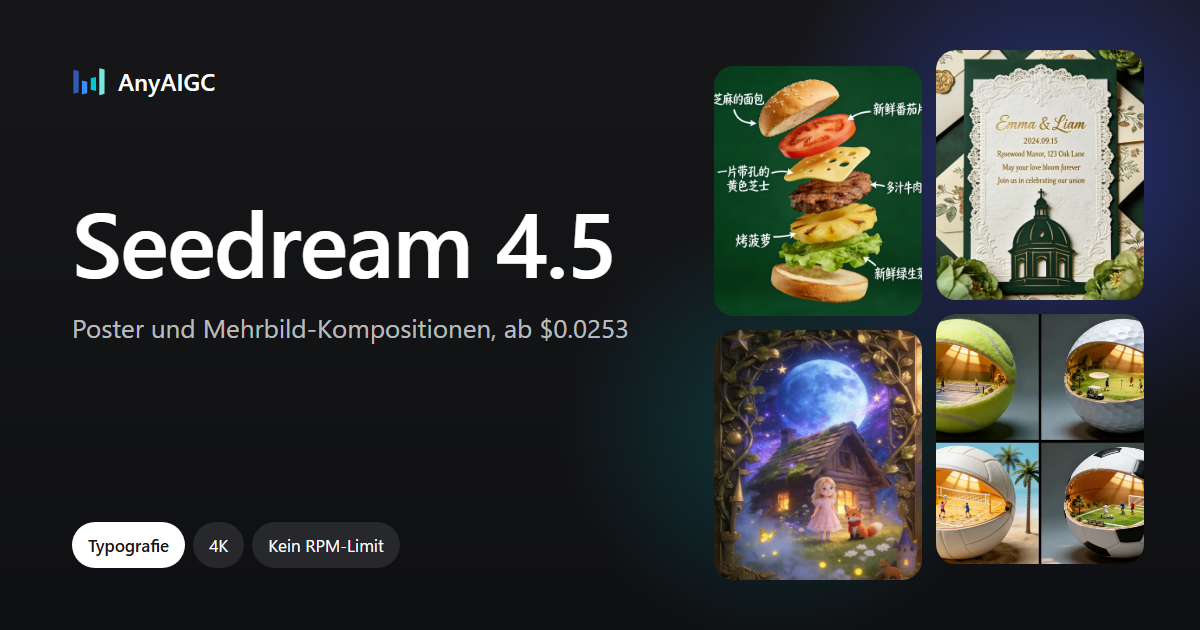 AnyAIGC
Seedream 4.5
Poster und Mehrbild-Kompositionen, ab $0.0253
Typografie
4K
Kein RPM-Limit
芝麻的面包
新鲜番茄片
一片带孔的
黄色芝士
多汁牛肉
烤菠萝
新鲜绿生菜
Emma & Liam
2024.09.15
Rosewood Manor, 123 Oak Lane
May your love bloom forever
Join us in celebrating our union